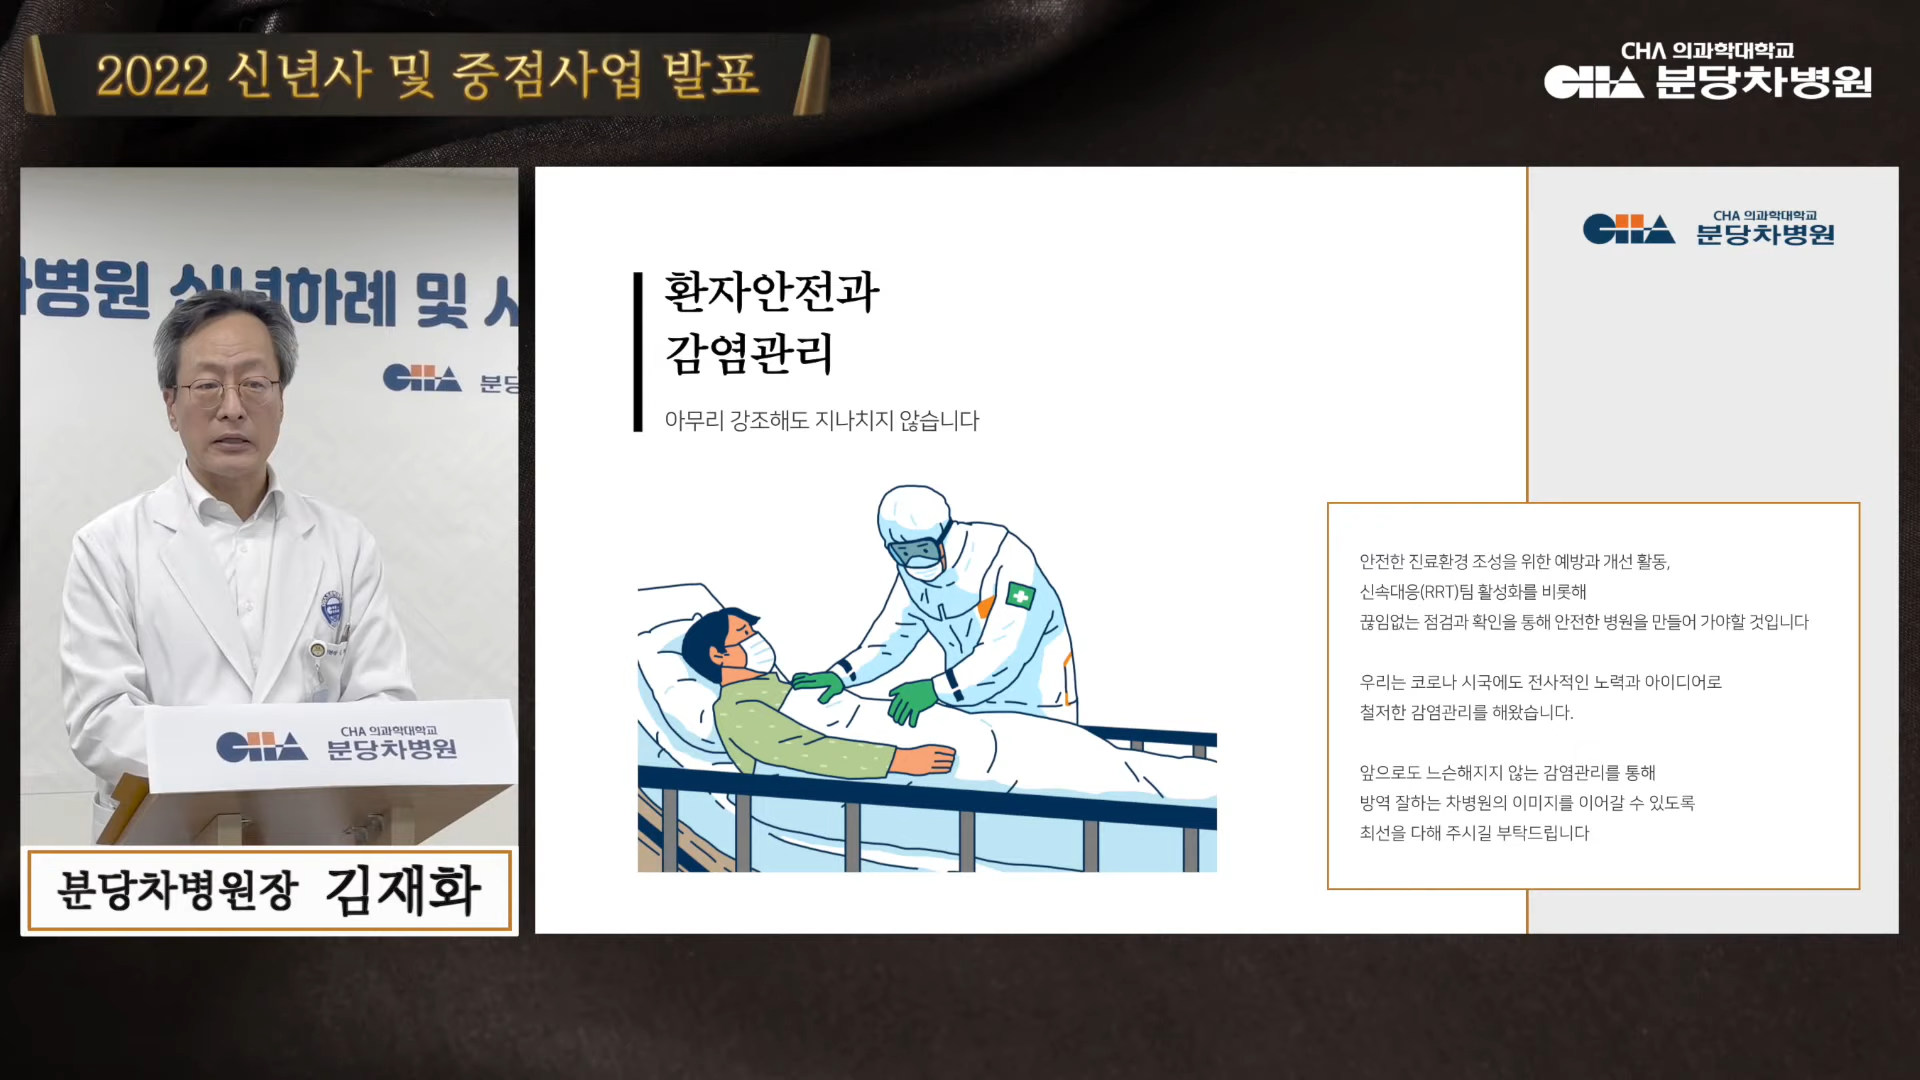 2022 신년사 및 중점사업 발표
CHA 의과학대학교
CHA 분당차병원
차병원 신년하례 및 시
CHA 분당
CHA 의과학대학교
CHA 분당차병원
분당차병원장 김재화
환자안전과
감염관리
아무리 강조해도 지나치지 않습니다
CHA 의과학대학교
CHA 분당차병원
안전한 진료환경 조성을 위한 예방과 개선 활동,
신속대응(RRT)팀 활성화를 비롯해
끊임없는 점검과 확인을 통해 안전한 병원을 만들어 가야할 것입니다
우리는 코로나 시국에도 전사적인 노력과 아이디어로
철저한 감염관리를 해왔습니다.
앞으로도 느슨해지지 않는 감염관리를 통해
방역 잘하는 차병원의 이미지를 이어갈 수 있도록
최선을 다해 주시길 부탁드립니다